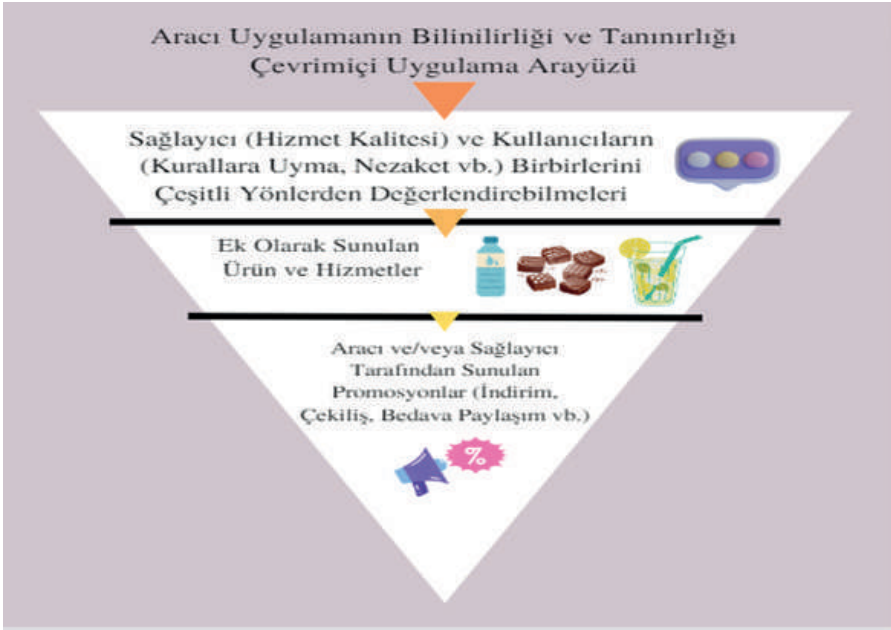 Aracı Uygulamanın Bilinilirliği ve Tanınırlığı
Çevrimiçi Uygulama Arayüzü
Sağlayıcı (Hizmet Kalitesi) ve Kullanıcıların
(Kurallara Uyma, Nezaket vb.) Birbirlerini
Çeşitli Yönlerden Değerlendirebilmeleri
Ek Olarak Sunulan
Ürün ve Hizmetler
Aracı ve/veya Sağlayıcı
Tarafından Sunulan
Promosyonlar (İndirim,
Çekiliş, Bedava Paylaşım vb.)
%